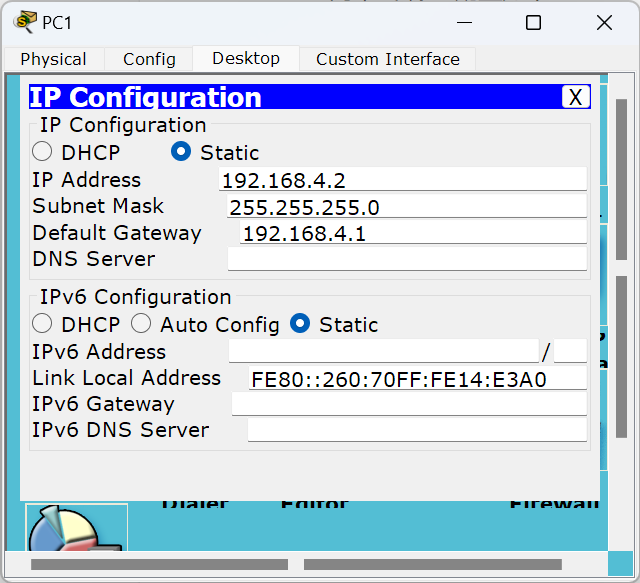 PC1
Physical Config Desktop Custom Interface
IP Configuration X
IP Configuration
DHCP Static
IP Address 192.168.4.2
Subnet Mask 255.255.255.0
Default Gateway 192.168.4.1
DNS Server
IPv6 Configuration
DHCP Auto Config Static
IPv6 Address /
Link Local Address FE80::260:70FF:FE14:E3A0
IPv6 Gateway
IPv6 DNS Server
Dialer Editor Firewall